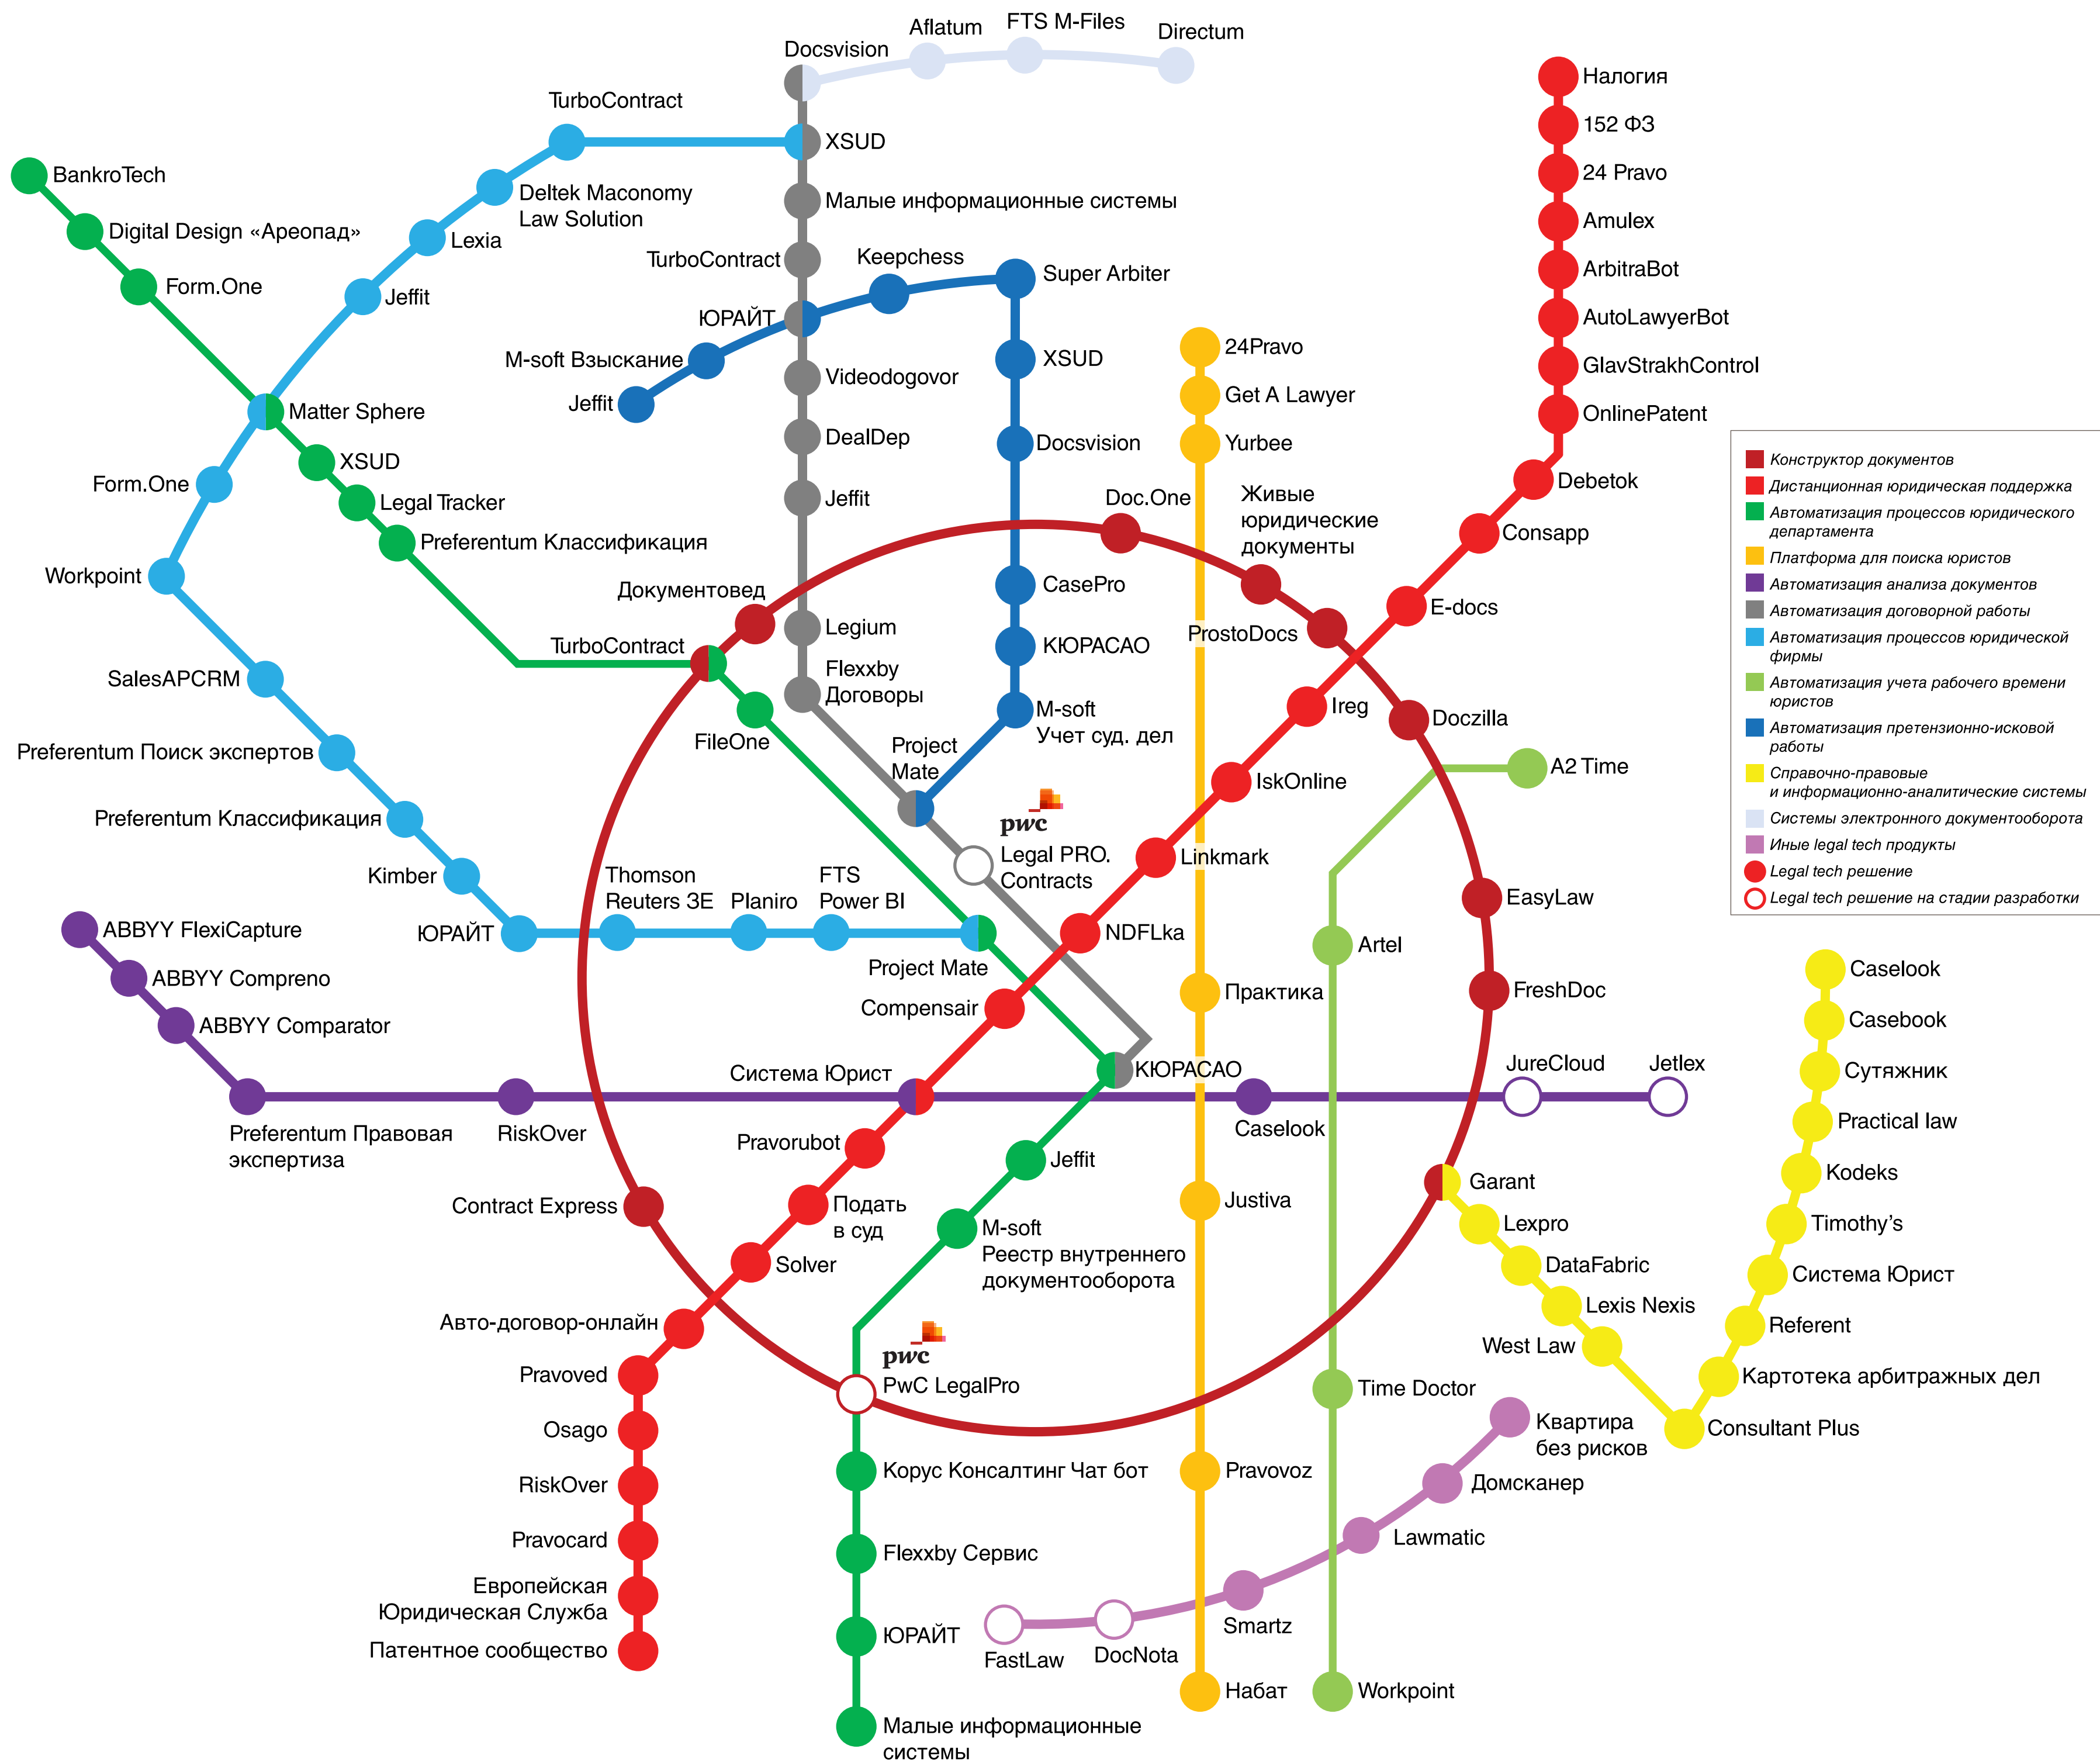 Docsvision
Aflatum
FTS M-Files
Directum
TurboContract
XSUD
Налогия
152 ФЗ
24 Pravo
Amulex
ArbitraBot
AutoLawyerBot
GlavStrakhControl
OnlinePatent
Debetok
Consapp
E-docs
Ireg
IskOnline
Linkmark
NDFLka
Compensair
Система Юрист
Pravorubot
Подать
в суд
Solver
Авто-договор-онлайн
Pravoved
Osago
RiskOver
Pravocard
Европейская
Юридическая Служба
Патентное сообщество
BankroTech
Digital Design «Ареопад»
Form.One
Matter Sphere
XSUD
Legal Tracker
Preferentum Классификация
TurboContract
FileOne
Project Mate
КЮРАСАО
Jeffit
M-soft
Реестр внутреннего
документооборота
pwc
PwC LegalPro
Корус Консалтинг Чат бот
Flexxby Сервис
ЮРАЙТ
Малые информационные
системы
Deltek Maconomy
Law Solution
Lexia
Jeffit
Form.One
Workpoint
SalesAPCRM
Preferentum Поиск экспертов
Preferentum Классификация
Kimber
ЮРАЙТ
Thomson
Reuters 3E
Planiro
FTS
Power BI
Малые информационные системы
TurboContract
ЮРАЙТ
Videodogovor
DealDep
Jeffit
Legium
Flexxby
Договоры
Project
Mate
pwc
Legal PRO.
Contracts
Jeffit
M-soft Взыскание
Keepchess
Super Arbiter
XSUD
Docsvision
CasePro
КЮРАСАО
M-soft
Учет суд. дел
24Pravo
Get A Lawyer
Yurbee
Практика
Justiva
Pravovoz
Набат
Документовед
Doc.One
Живые
юридические
документы
ProstoDocs
Doczilla
EasyLaw
FreshDoc
Garant
Contract Express
A2 Time
Artel
Time Doctor
Workpoint
ABBYY FlexiCapture
ABBYY Compreno
ABBYY Comparator
Preferentum Правовая
экспертиза
RiskOver
Caselook
JureCloud
Jetlex
Lexpro
DataFabric
Lexis Nexis
West Law
Consultant Plus
Картотека арбитражных дел
Referent
Система Юрист
Timothy’s
Kodeks
Practical law
Сутяжник
Casebook
Caselook
Квартира
без рисков
Домсканер
Lawmatic
Smartz
DocNota
FastLaw
Конструктор документов
Дистанционная юридическая поддержка
Автоматизация процессов юридического
департамента
Платформа для поиска юристов
Автоматизация анализа документов
Автоматизация договорной работы
Автоматизация процессов юридической
фирмы
Автоматизация учета рабочего времени
юристов
Автоматизация претензионно-исковой
работы
Справочно-правовые
и информационно-аналитические системы
Системы электронного документооборота
Иные legal tech продукты
Legal tech решение
Legal tech решение на стадии разработки